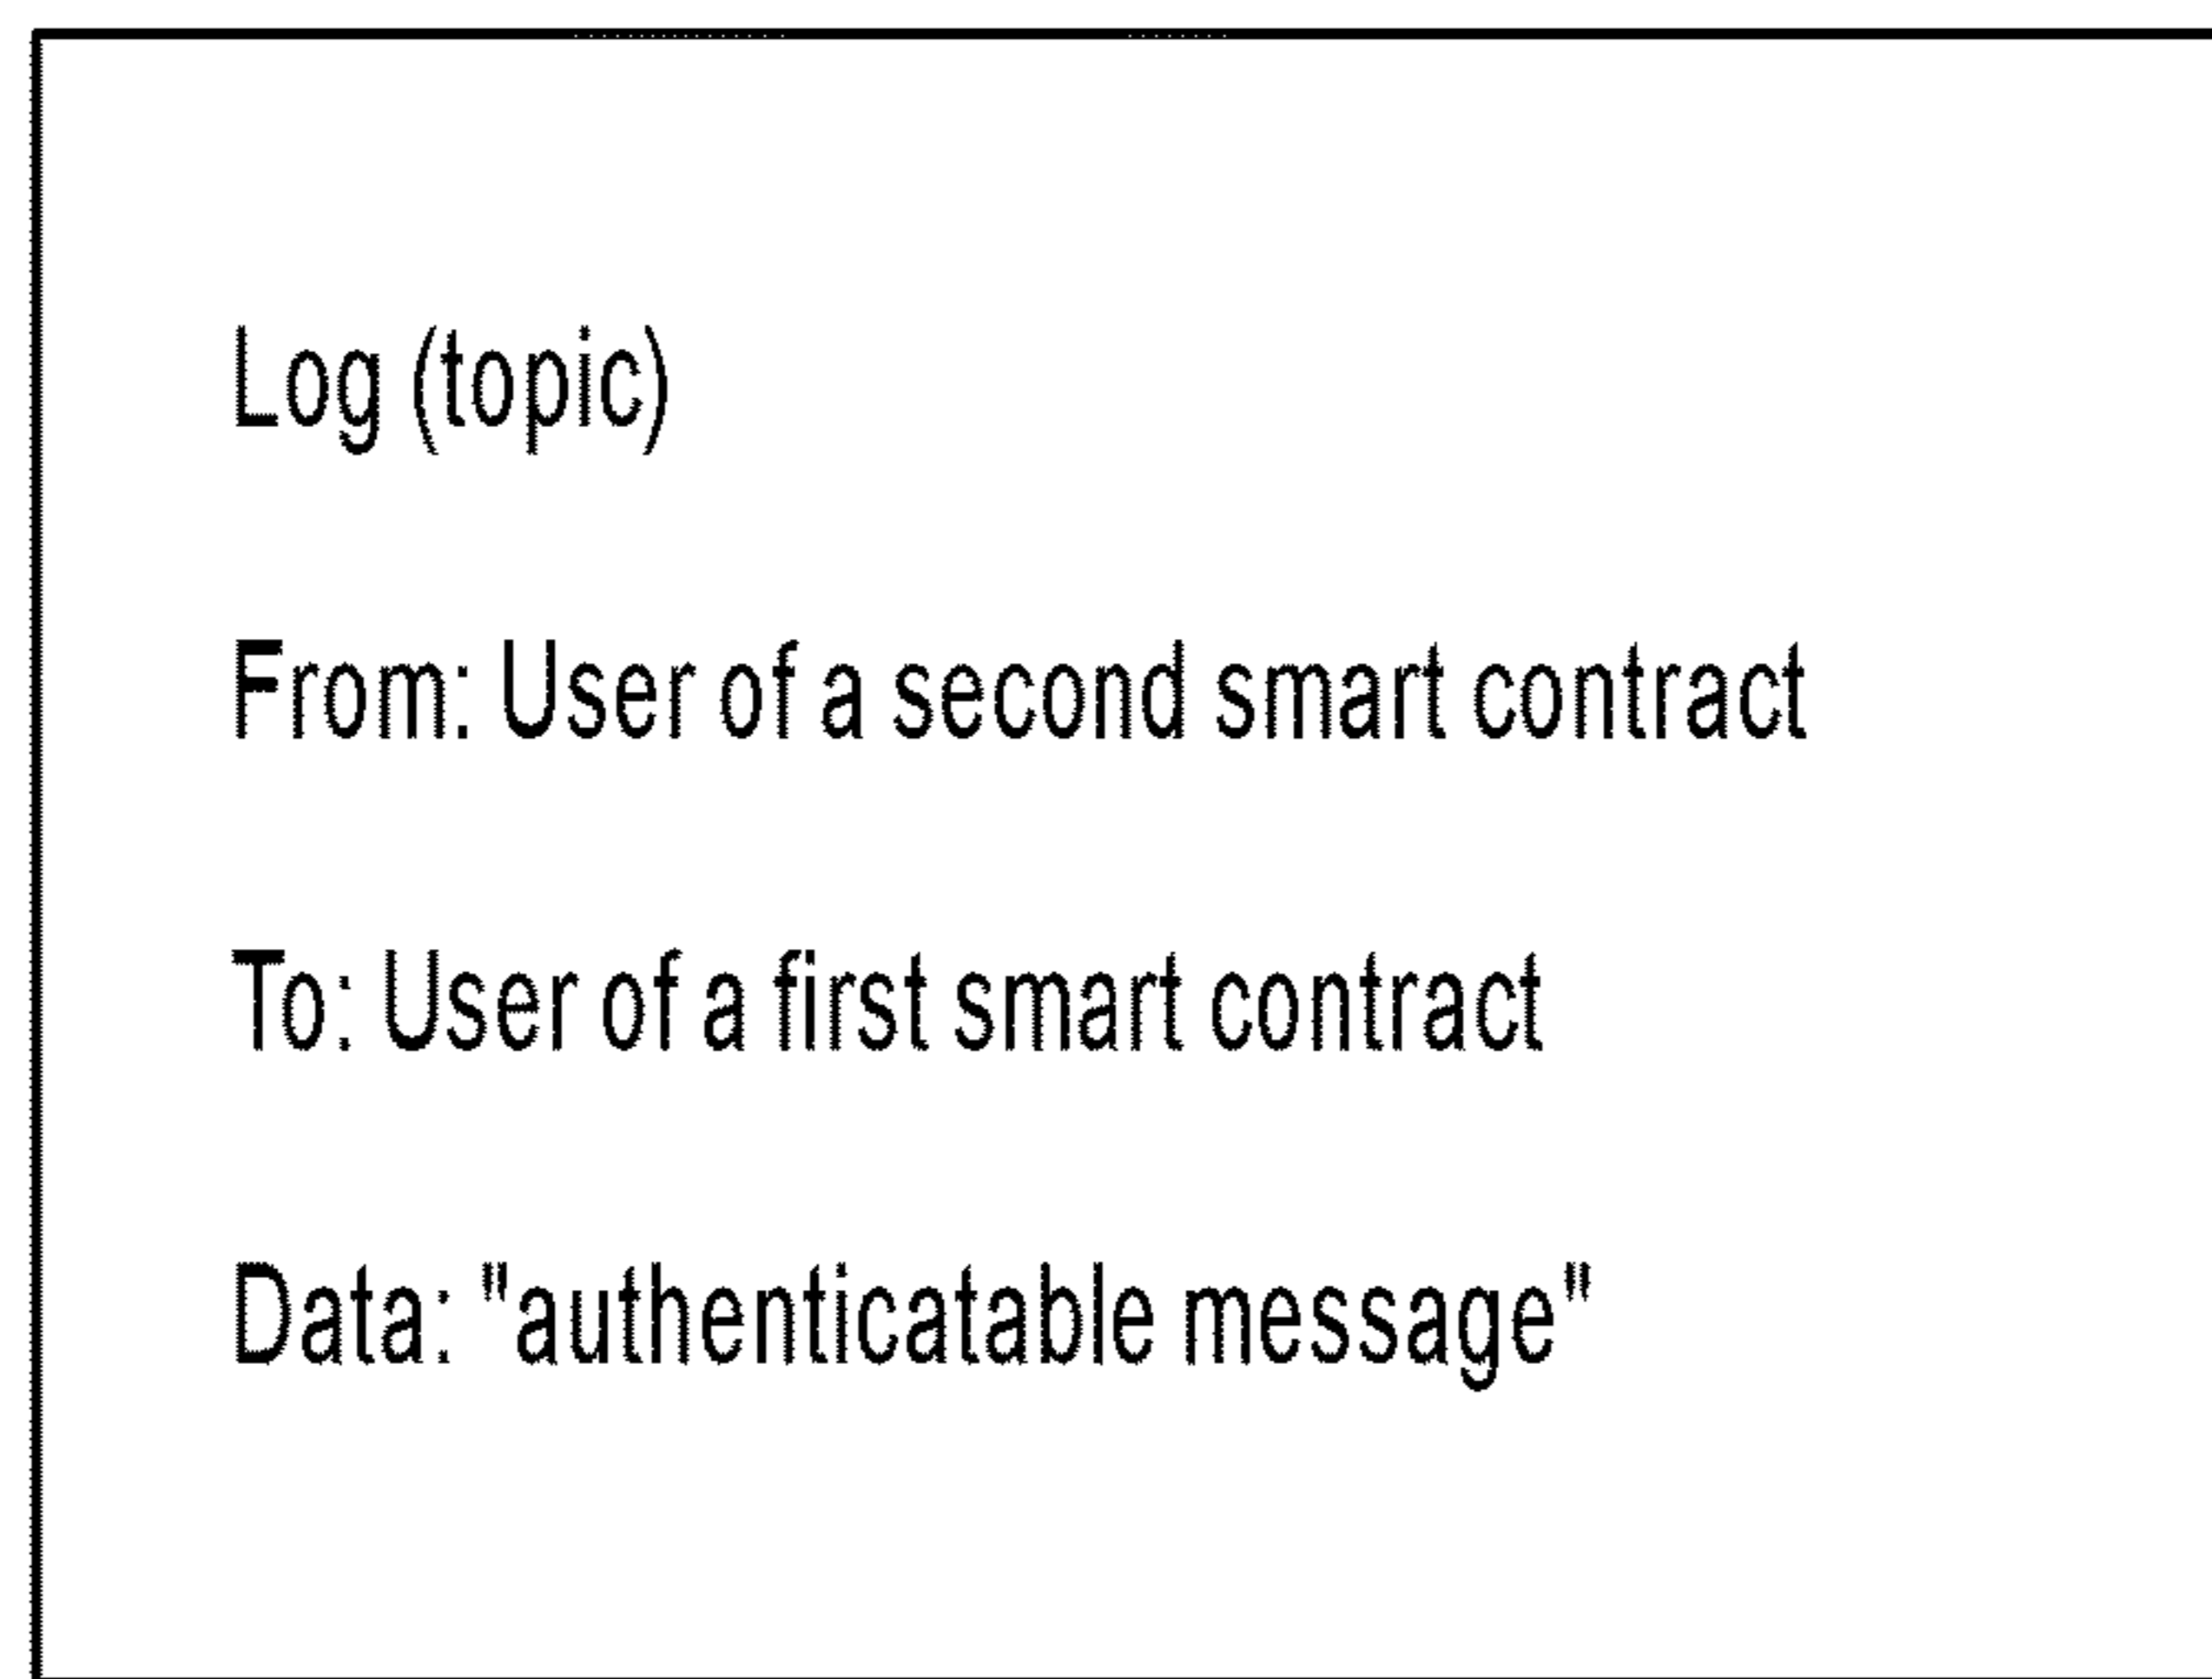 Log (topic)
From: User of a second smart contract
To: User of a first smart contract
Data: "authenticatable message"